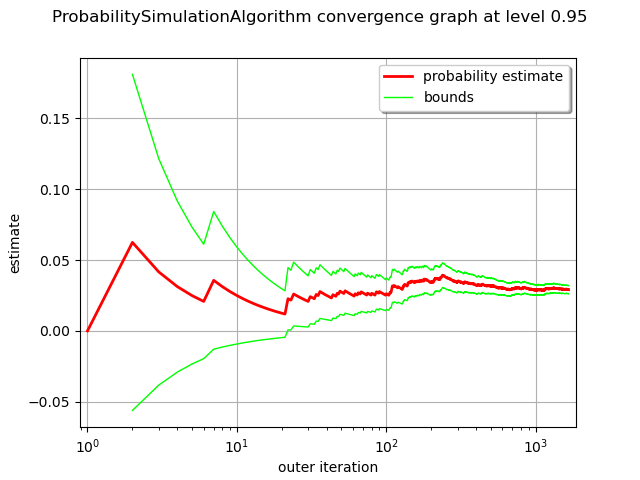 ProbabilitySimulationAlgorithm convergence graph at level 0.95
probability estimate
bounds
0.15
0.10
0.05
0.00
−0.05
estimate
10⁰ 10¹ 10² 10³
outer iteration